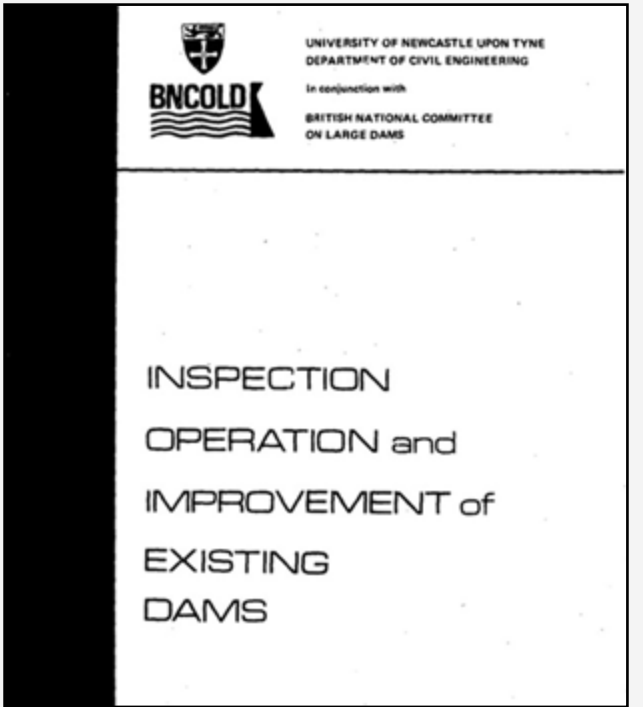 UNIVERSITY OF NEWCASTLE UPON TYNE
DEPARTMENT OF CIVIL ENGINEERING
In conjunction with
BNCOLD
BRITISH NATIONAL COMMITTEE
ON LARGE DAMS
INSPECTION
OPERATION and
IMPROVEMENT of
EXISTING
DAMS